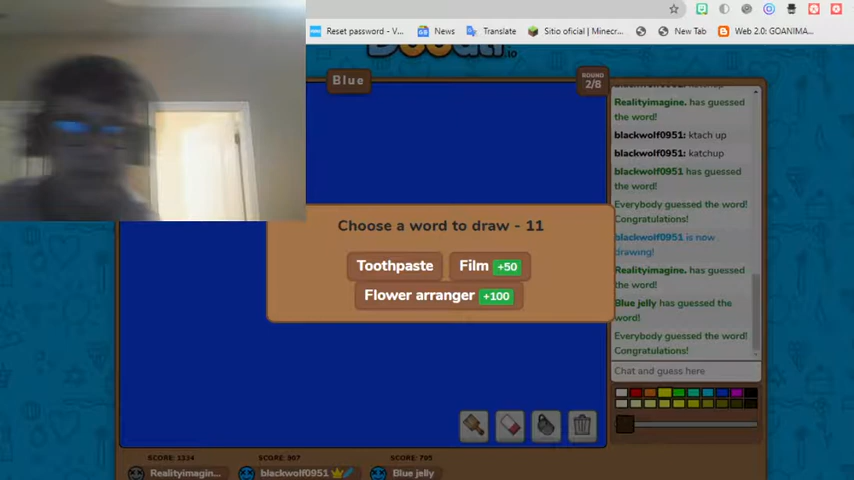 Reset password - V...
News
Translate
Sitio oficial | Minecr...
New Tab
Web 2.0: GOANIMA...
.io
Blue
ROUND
2/8
Realityimagine. has guessed
the word!
blackwolf0951: ktach up
blackwolf0951: katchup
blackwolf0951 has guessed
the word!
Everybody guessed the word!
Congratulations!
blackwolf0951 is now
drawing!
Realityimagine. has guessed
the word!
Blue jelly has guessed the
word!
Everybody guessed the word!
Congratulations!
Chat and guess here
Choose a word to draw - 11
Toothpaste
Film +50
Flower arranger +100
SCORE: 1334
SCORE: 907
SCORE: 785
Realityimagin...
blackwolf0951
Blue jelly